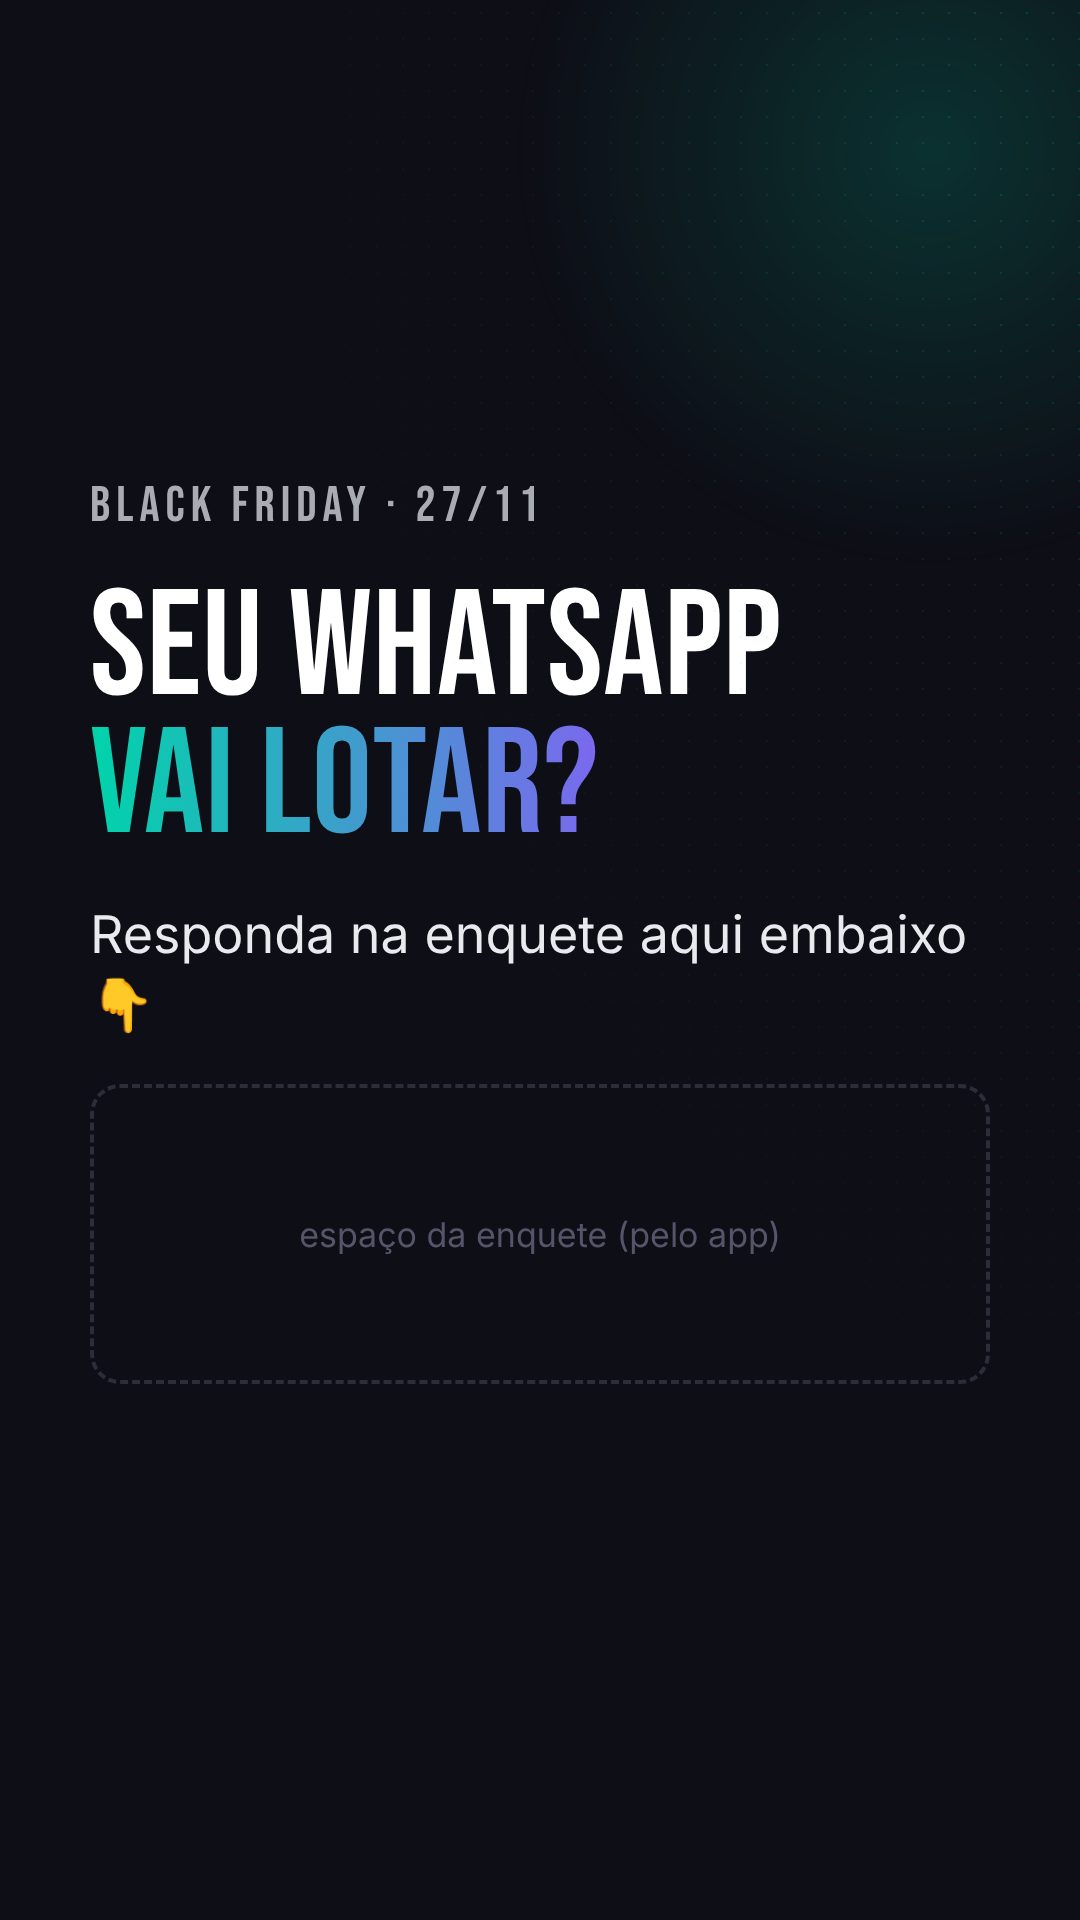 BLACK FRIDAY · 27/11
SEU WHATSAPP
VAI LOTAR?
Responda na enquete aqui embaixo
👇
espaço da enquete (pelo app)